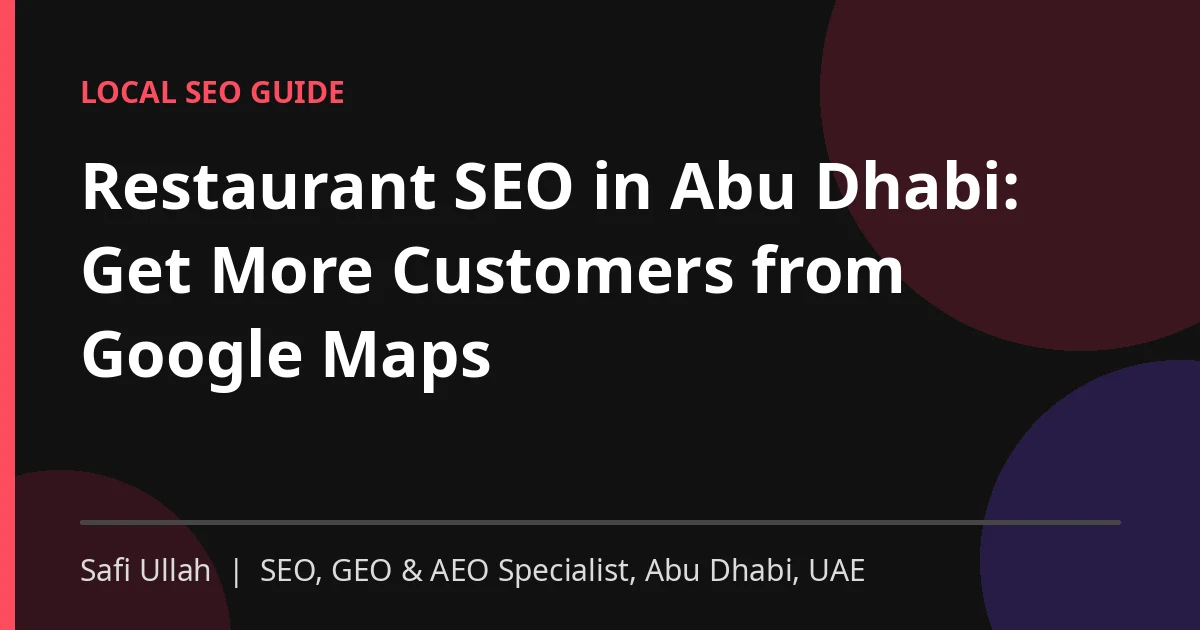 LOCAL SEO GUIDE
Restaurant SEO in Abu Dhabi:
Get More Customers from
Google Maps
Safi Ullah | SEO, GEO & AEO Specialist, Abu Dhabi, UAE